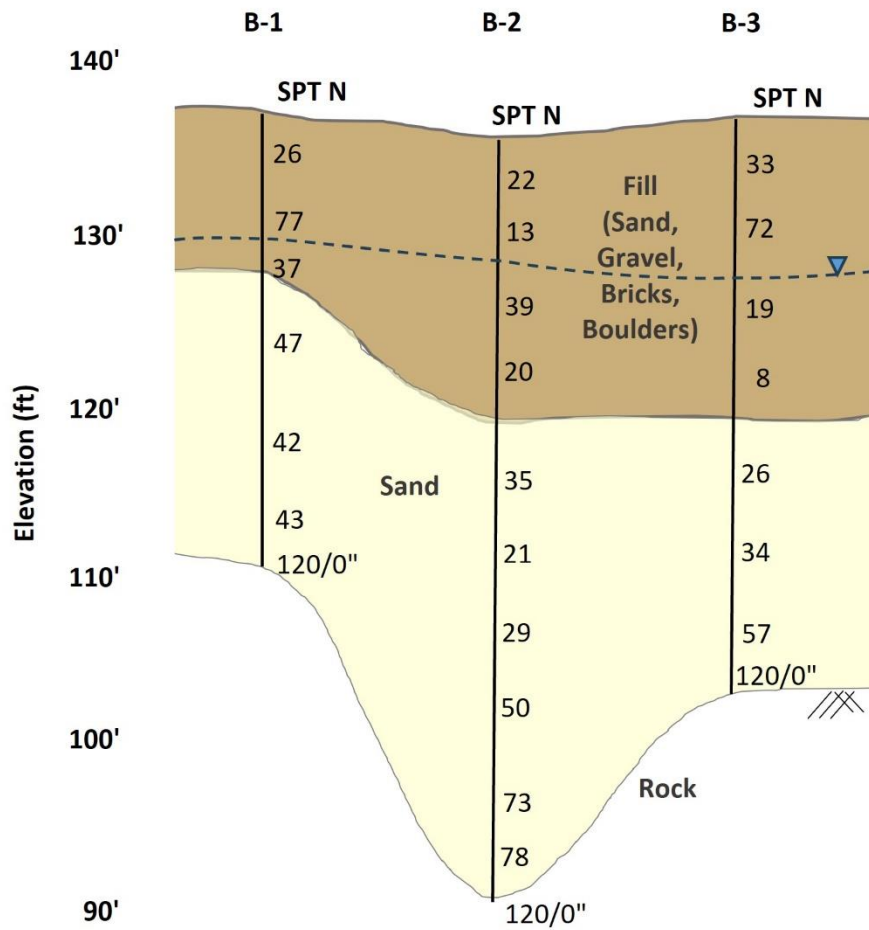 B-1 B-2 B-3
140'
SPT N SPT N SPT N
26 22 33
Fill
(Sand,
Gravel,
Bricks,
Boulders)
130'
77 13 72
37 39 19
47 20 8
120'
42 35 26
Sand
43 21 34
120/0"
110'
29 57
120/0"
50
100'
Rock
73
78
90'
120/0"
Elevation (ft)